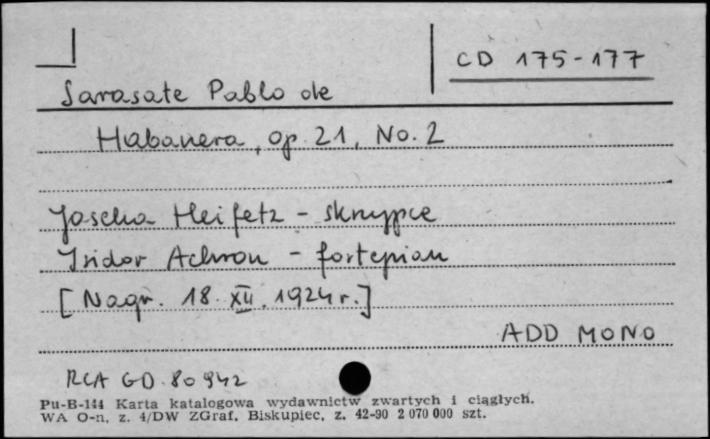 CD 175-177
Sarasate Pablo de
Habanera, op. 21, No. 2
Jascha Heifetz - skrzypce
Isidor Achron - fortepian
[Nagr. 18. XII. 1924 r.]
ADD MONO
RCA GD 80 942
Pu-B-144 Karta katalogowa wydawnictw zwartych i ciągłych.
WA O-n, z. 4/DW ZGraf. Biskupiec, z. 42-90 2 070 000 szt.